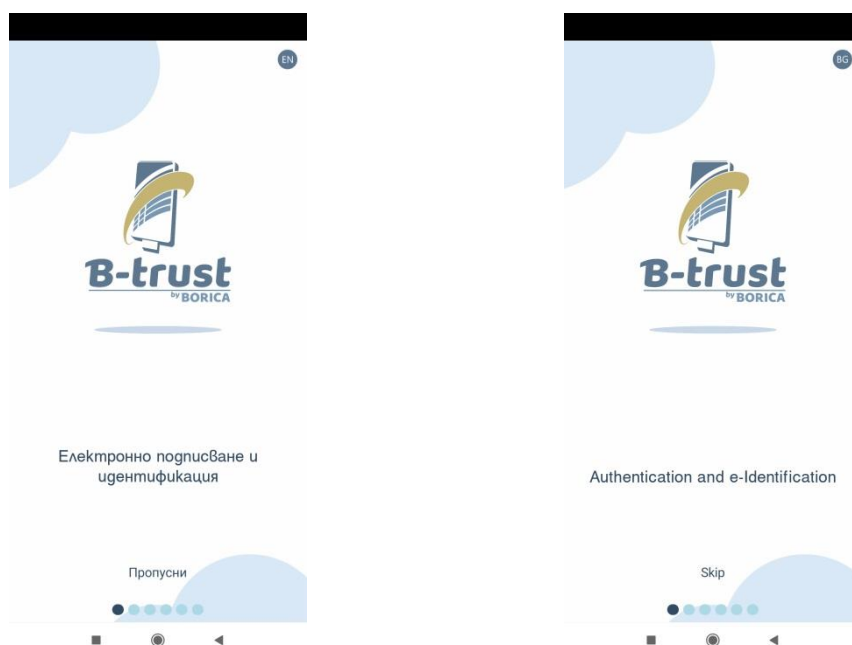 EN
B-trust
by BORICA
Електронно подписване и
идентификация
Пропусни
BG
B-trust
by BORICA
Authentication and e-Identification
Skip